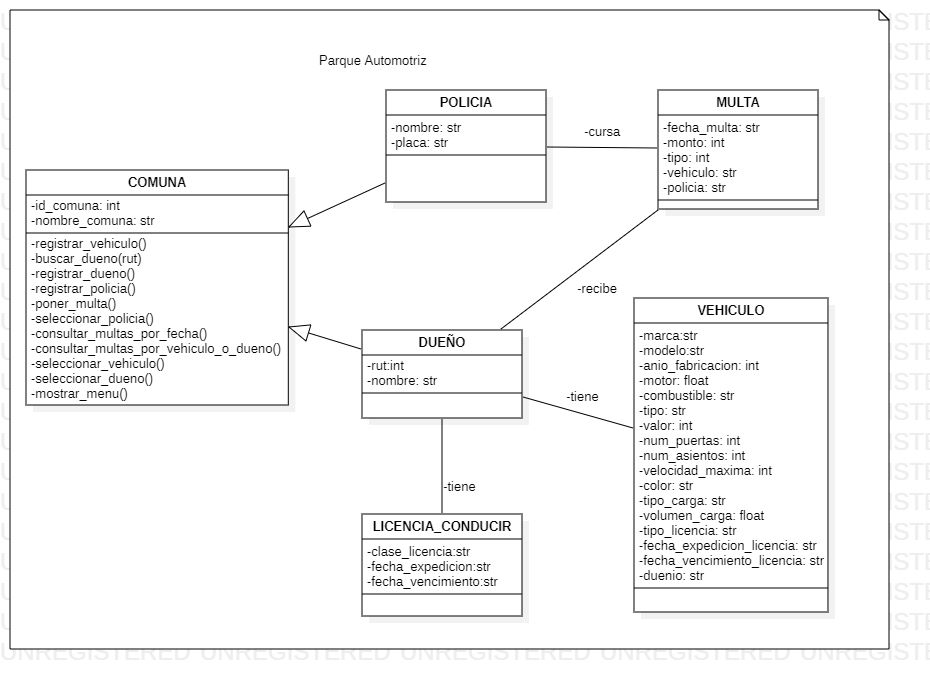 Parque Automotriz
POLICIA
-nombre: str
-placa: str
-cursa
MULTA
-fecha_multa: str
-monto: int
-tipo: int
-vehiculo: str
-policia: str
COMUNA
-id_comuna: int
-nombre_comuna: str
-registrar_vehiculo()
-buscar_dueno(rut)
-registrar_dueno()
-registrar_policia()
-poner_multa()
-seleccionar_policia()
-consultar_multas_por_fecha()
-consultar_multas_por_vehiculo_o_dueno()
-seleccionar_vehiculo()
-seleccionar_dueno()
-mostrar_menu()
-recibe
DUEÑO
-rut:int
-nombre: str
-tiene
VEHICULO
-marca:str
-modelo:str
-anio_fabricacion: int
-motor: float
-combustible: str
-tipo: str
-valor: int
-num_puertas: int
-num_asientos: int
-velocidad_maxima: int
-color: str
-tipo_carga: str
-volumen_carga: float
-tipo_licencia: str
-fecha_expedicion_licencia: str
-fecha_vencimiento_licencia: str
-duenio: str
-tiene
LICENCIA_CONDUCIR
-clase_licencia:str
-fecha_expedicion:str
-fecha_vencimiento:str
UNREGISTERED UNREGISTERED UNREGISTERED UNREGISTERED UNREGISTERED